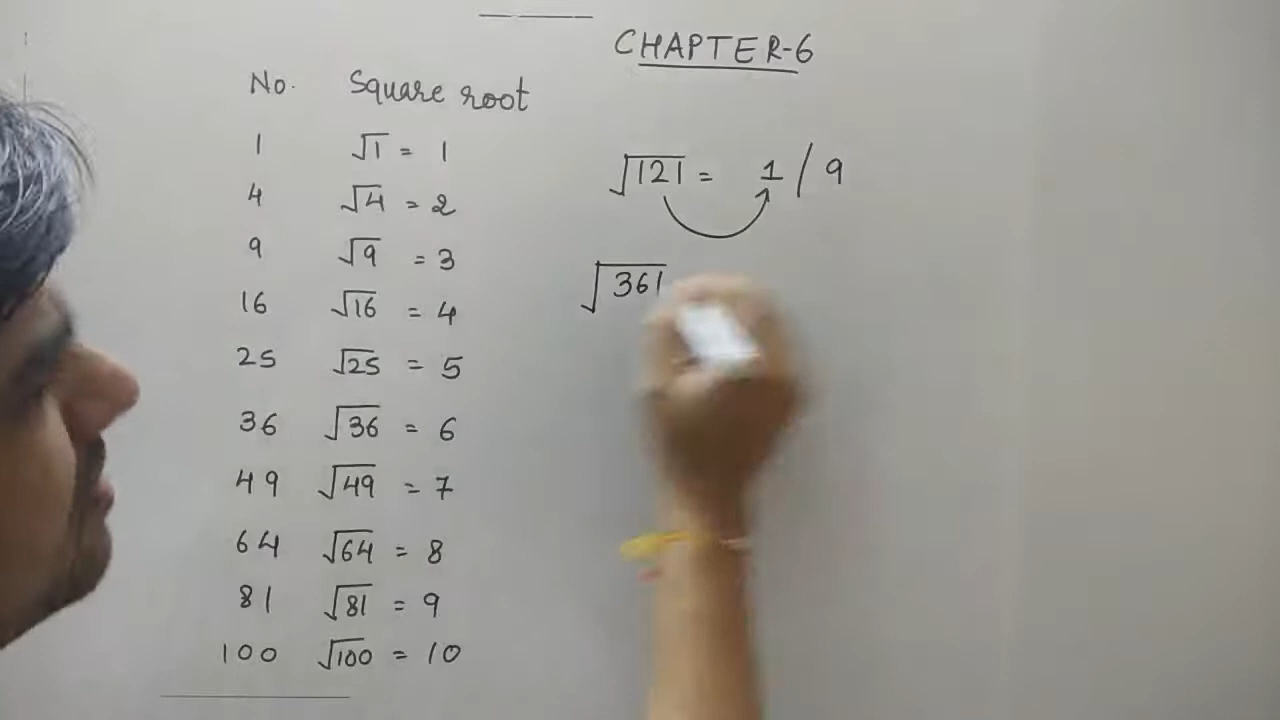 CHAPTER-6
No. Square root
1 √1 = 1
4 √4 = 2
9 √9 = 3
16 √16 = 4
25 √25 = 5
36 √36 = 6
49 √49 = 7
64 √64 = 8
81 √81 = 9
100 √100 = 10
√121 = 1 / 9
√361